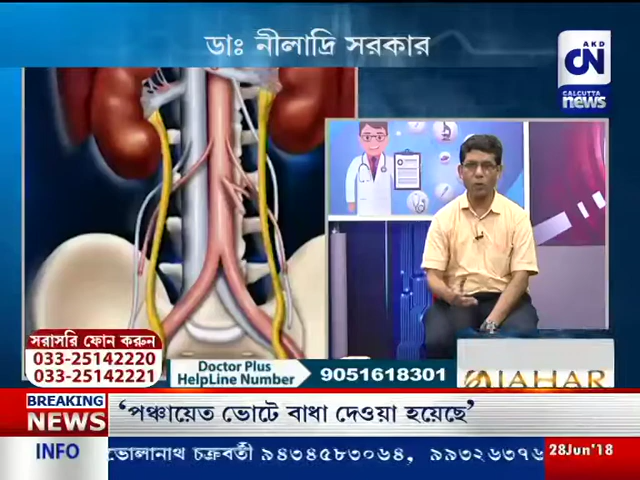 ডাঃ নীলাদ্রি সরকার
AKD
CN
CALCUTTA
news
সরাসরি ফোন করুন
033-25142220
033-25142221
Doctor Plus
HelpLine Number
9051618301
JAHAR
BREAKING
NEWS
‘পঞ্চায়েত ভোটে বাধা দেওয়া হয়েছে’
INFO
ভোলানাথ চক্রবর্তী ৯৪৩৪৫৮৩০৬৪, ৯৯৩২৬৩৭৬
28Jun'18